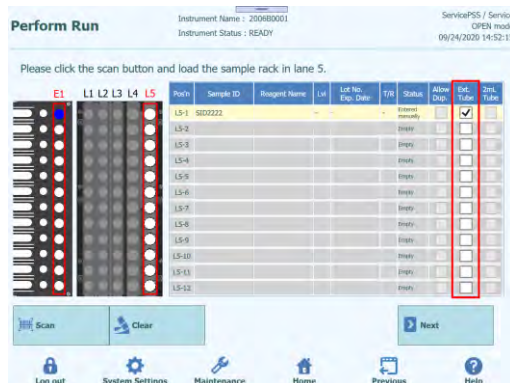 Perform Run
Instrument Name : 2006B0001
Instrument Status : READY
ServicePSS / Servic
OPEN mod
09/24/2020 14:52:1
Please click the scan button and load the sample rack in lane 5.
E1 L1 L2 L3 L4 L5
Pos'n Sample ID Reagent Name Lvl Lot No. Exp. Date T/R Status Allow Dup. Ext. Tube 2mL Tube
L5-1 SID2222 - - - Entered manually
L5-2 Empty
L5-3 Empty
L5-4 Empty
L5-5 Empty
L5-6 Empty
L5-7 Empty
L5-8 Empty
L5-9 Empty
L5-10 Empty
L5-11 Empty
L5-12 Empty
Scan
Clear
Next
Log out System Settings Maintenance Home Previous Help